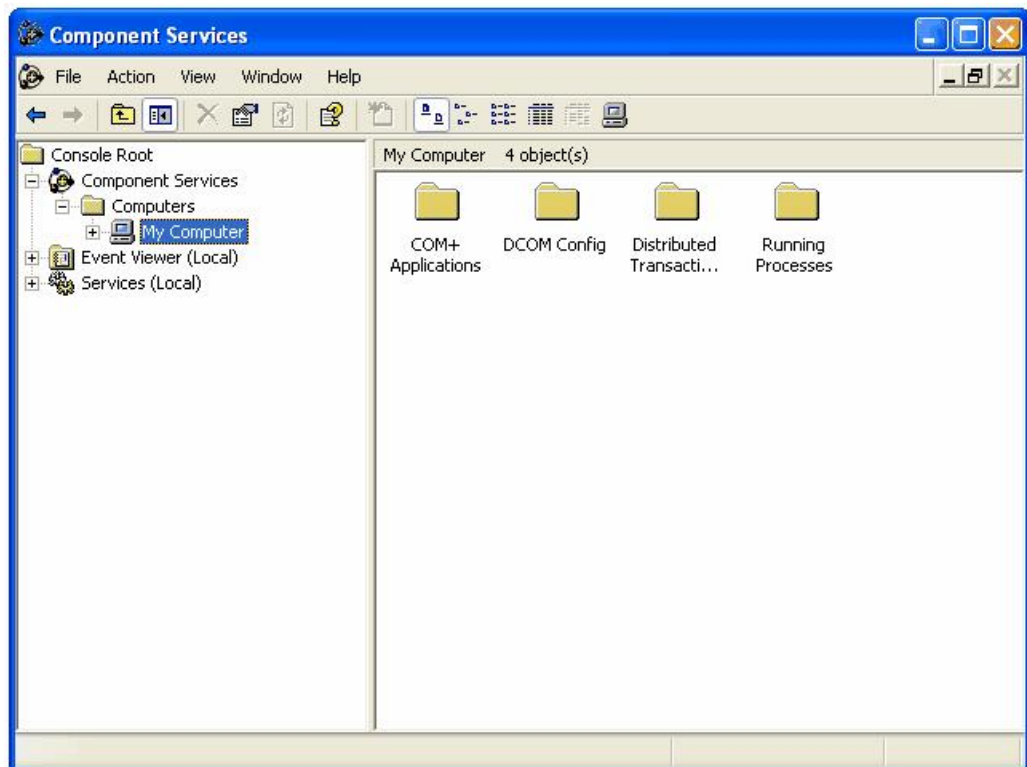 Component Services
File Action View Window Help
Console Root
Component Services
Computers
My Computer
Event Viewer (Local)
Services (Local)
My Computer 4 object(s)
COM+
Applications
DCOM Config
Distributed
Transacti...
Running
Processes